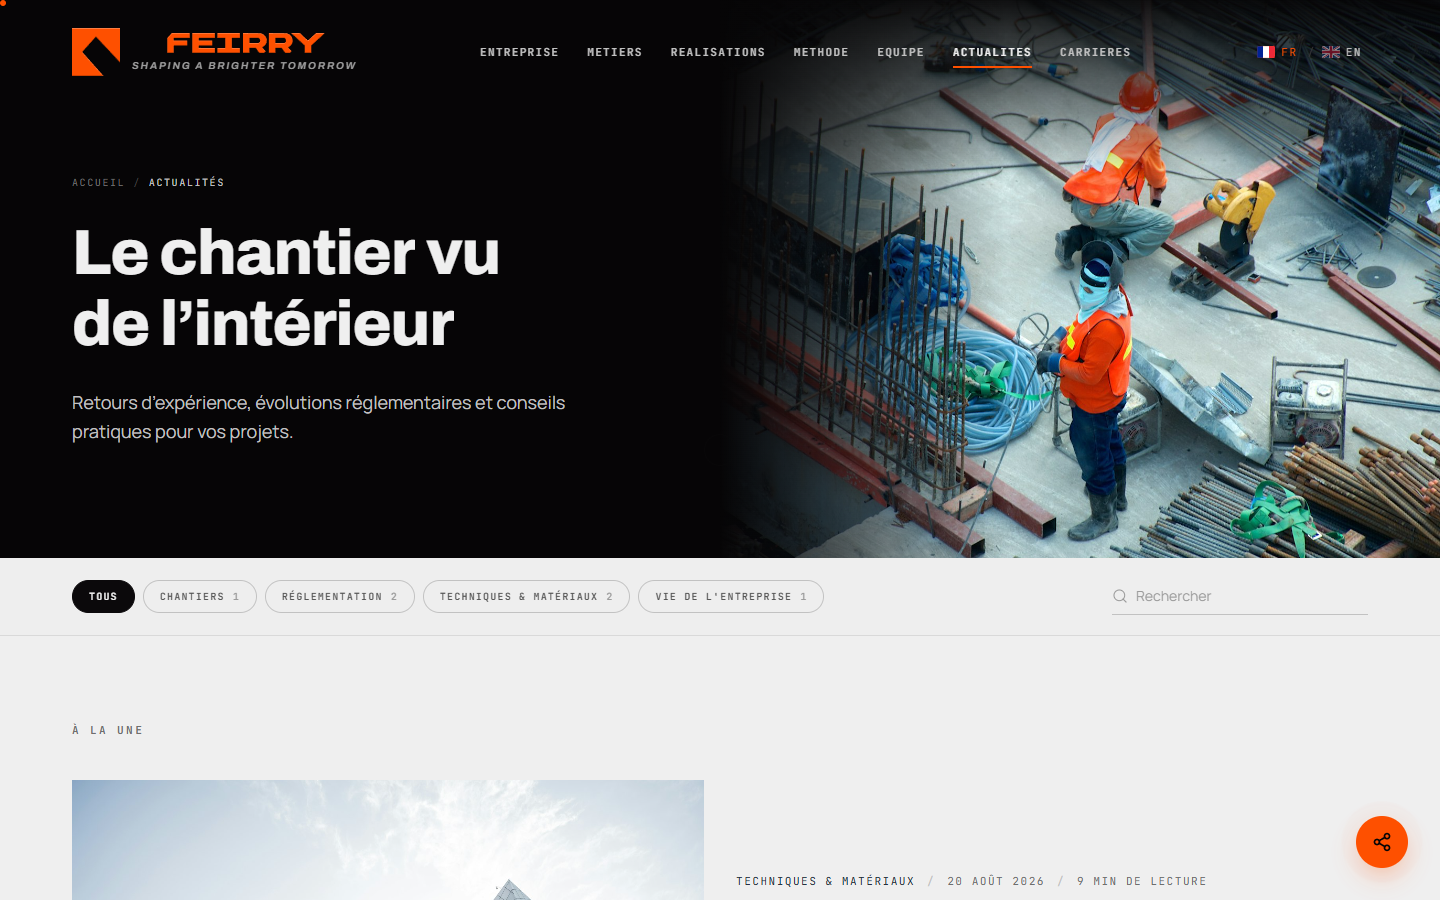 FEIRRY
SHAPING A BRIGHTER TOMORROW
ENTREPRISE METIERS REALISATIONS METHODE EQUIPE ACTUALITES CARRIERES
FR EN
ACCUEIL / ACTUALITÉS
Le chantier vu
de l’intérieur
Retours d’expérience, évolutions réglementaires et conseils
pratiques pour vos projets.
TOUS CHANTIERS 1 RÉGLEMENTATION 2 TECHNIQUES & MATÉRIAUX 2 VIE DE L'ENTREPRISE 1
Rechercher
À LA UNE
TECHNIQUES & MATÉRIAUX / 20 AOÛT 2026 / 9 MIN DE LECTURE